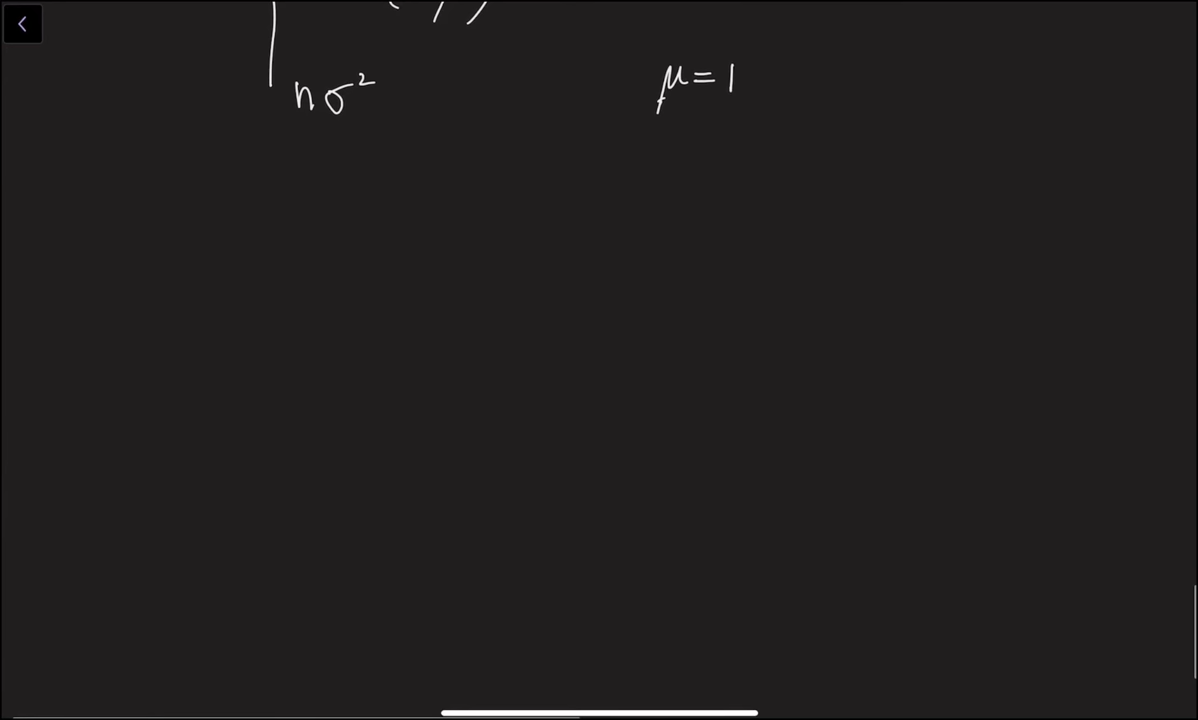 nσ²
μ = 1